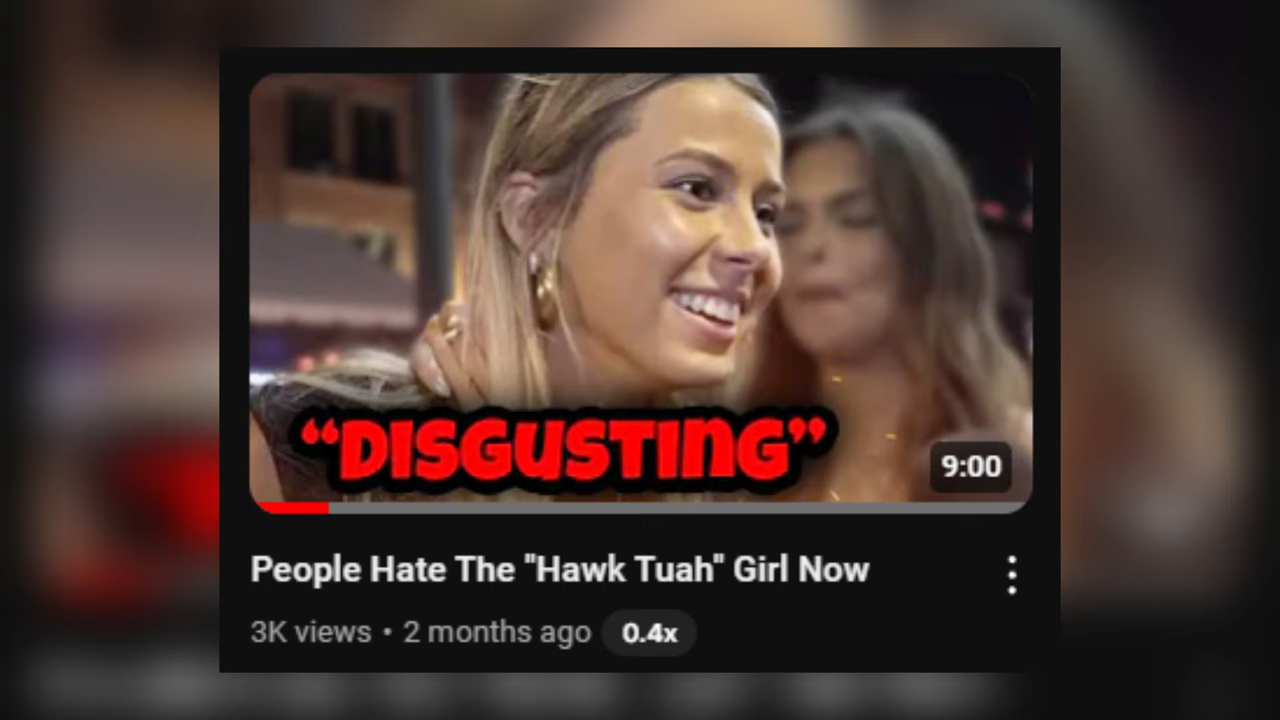 “DISGUSTING”
9:00
People Hate The "Hawk Tuah" Girl Now
3K views • 2 months ago 0.4x